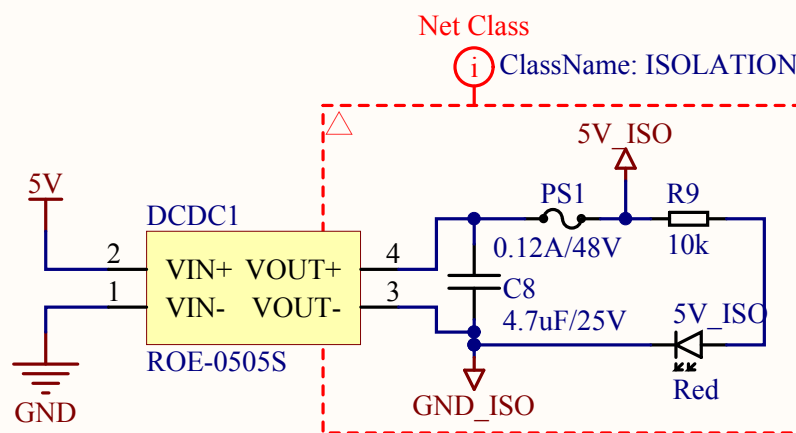 Net Class
i
ClassName: ISOLATION
5V_ISO
5V
DCDC1
PS1
R9
2
VIN+
VOUT+
4
0.12A/48V
10k
1
VIN-
VOUT-
3
C8
4.7uF/25V
5V_ISO
ROE-0505S
GND
GND_ISO
Red